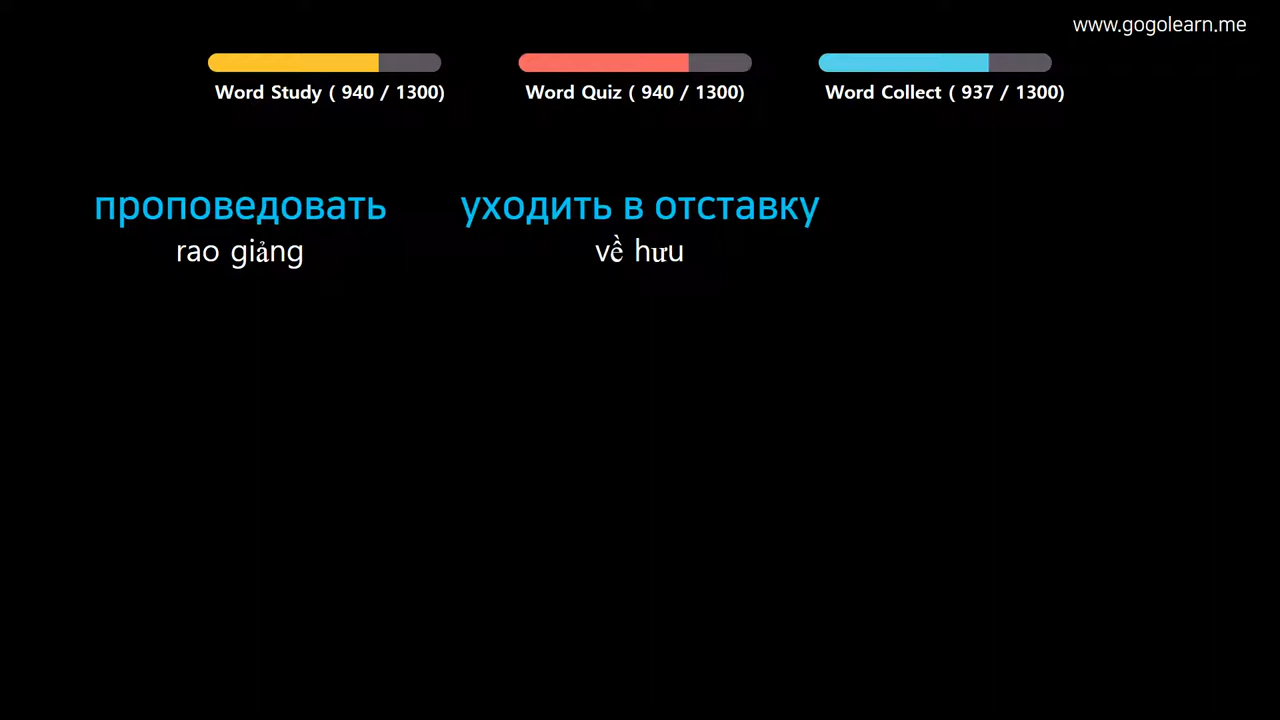 www.gogolearn.me
Word Study ( 940 / 1300)
Word Quiz ( 940 / 1300)
Word Collect ( 937 / 1300)
проповедовать
rao giảng
уходить в отставку
về hưu